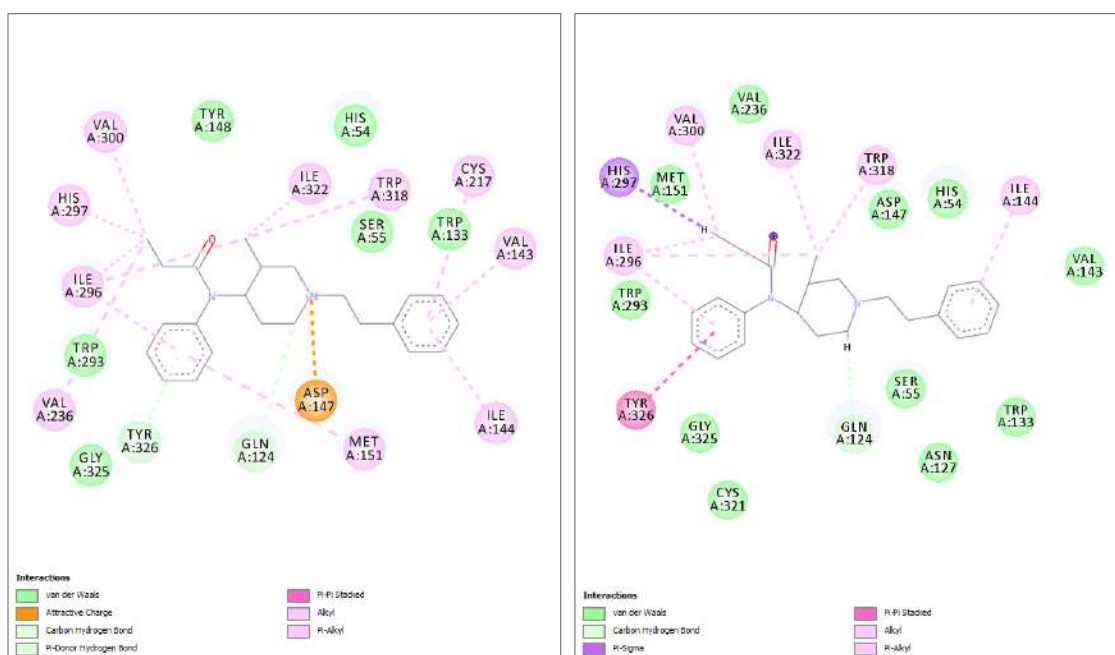 VAL
A:300
TYR
A:148
HIS
A:54
HIS
A:297
ILE
A:322
TRP
A:318
CYS
A:217
SER
A:55
TRP
A:133
VAL
A:143
ILE
A:296
O
N
TRP
A:293
VAL
A:236
TYR
A:326
GLY
A:325
GLN
A:124
ASP
A:147
MET
A:151
ILE
A:144
Interactions
van der Waals
Attractive Charge
Carbon Hydrogen Bond
Pi-Donor Hydrogen Bond
Pi-Pi Stacked
Alkyl
Pi-Alkyl
VAL
A:236
VAL
A:300
ILE
A:322
TRP
A:318
HIS
A:297
MET
A:151
ASP
A:147
HIS
A:54
ILE
A:144
H
ILE
A:296
VAL
A:143
TRP
A:293
N
N
H
TYR
A:326
GLY
A:325
SER
A:55
GLN
A:124
TRP
A:133
ASN
A:127
CYS
A:321
Interactions
van der Waals
Carbon Hydrogen Bond
Pi-Sigma
Pi-Pi Stacked
Alkyl
Pi-Alkyl